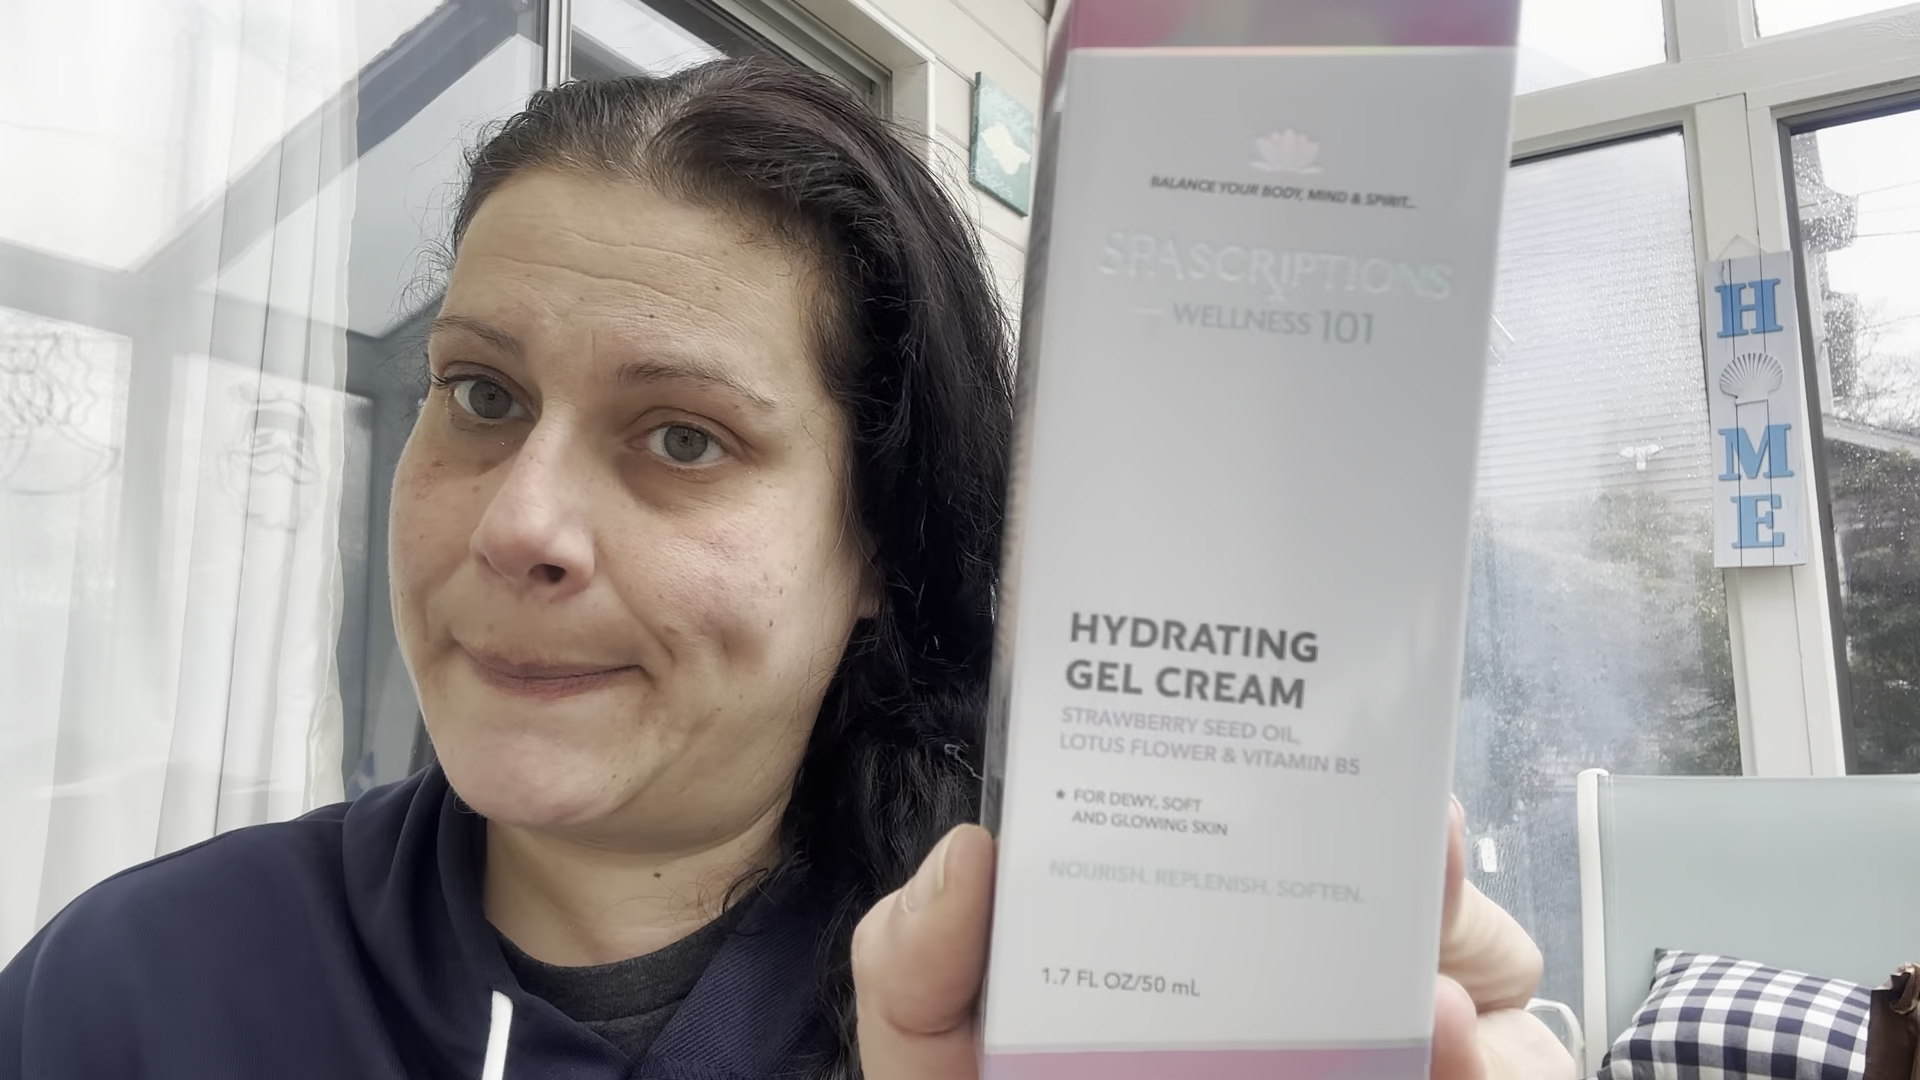 BALANCE YOUR BODY, MIND & SPIRIT...
SPASCRIPTIONS
WELLNESS 101
HYDRATING
GEL CREAM
STRAWBERRY SEED OIL,
LOTUS FLOWER & VITAMIN B5
★ FOR DEWY, SOFT
AND GLOWING SKIN
NOURISH. REPLENISH. SOFTEN.
1.7 FL OZ/50 mL
HOME